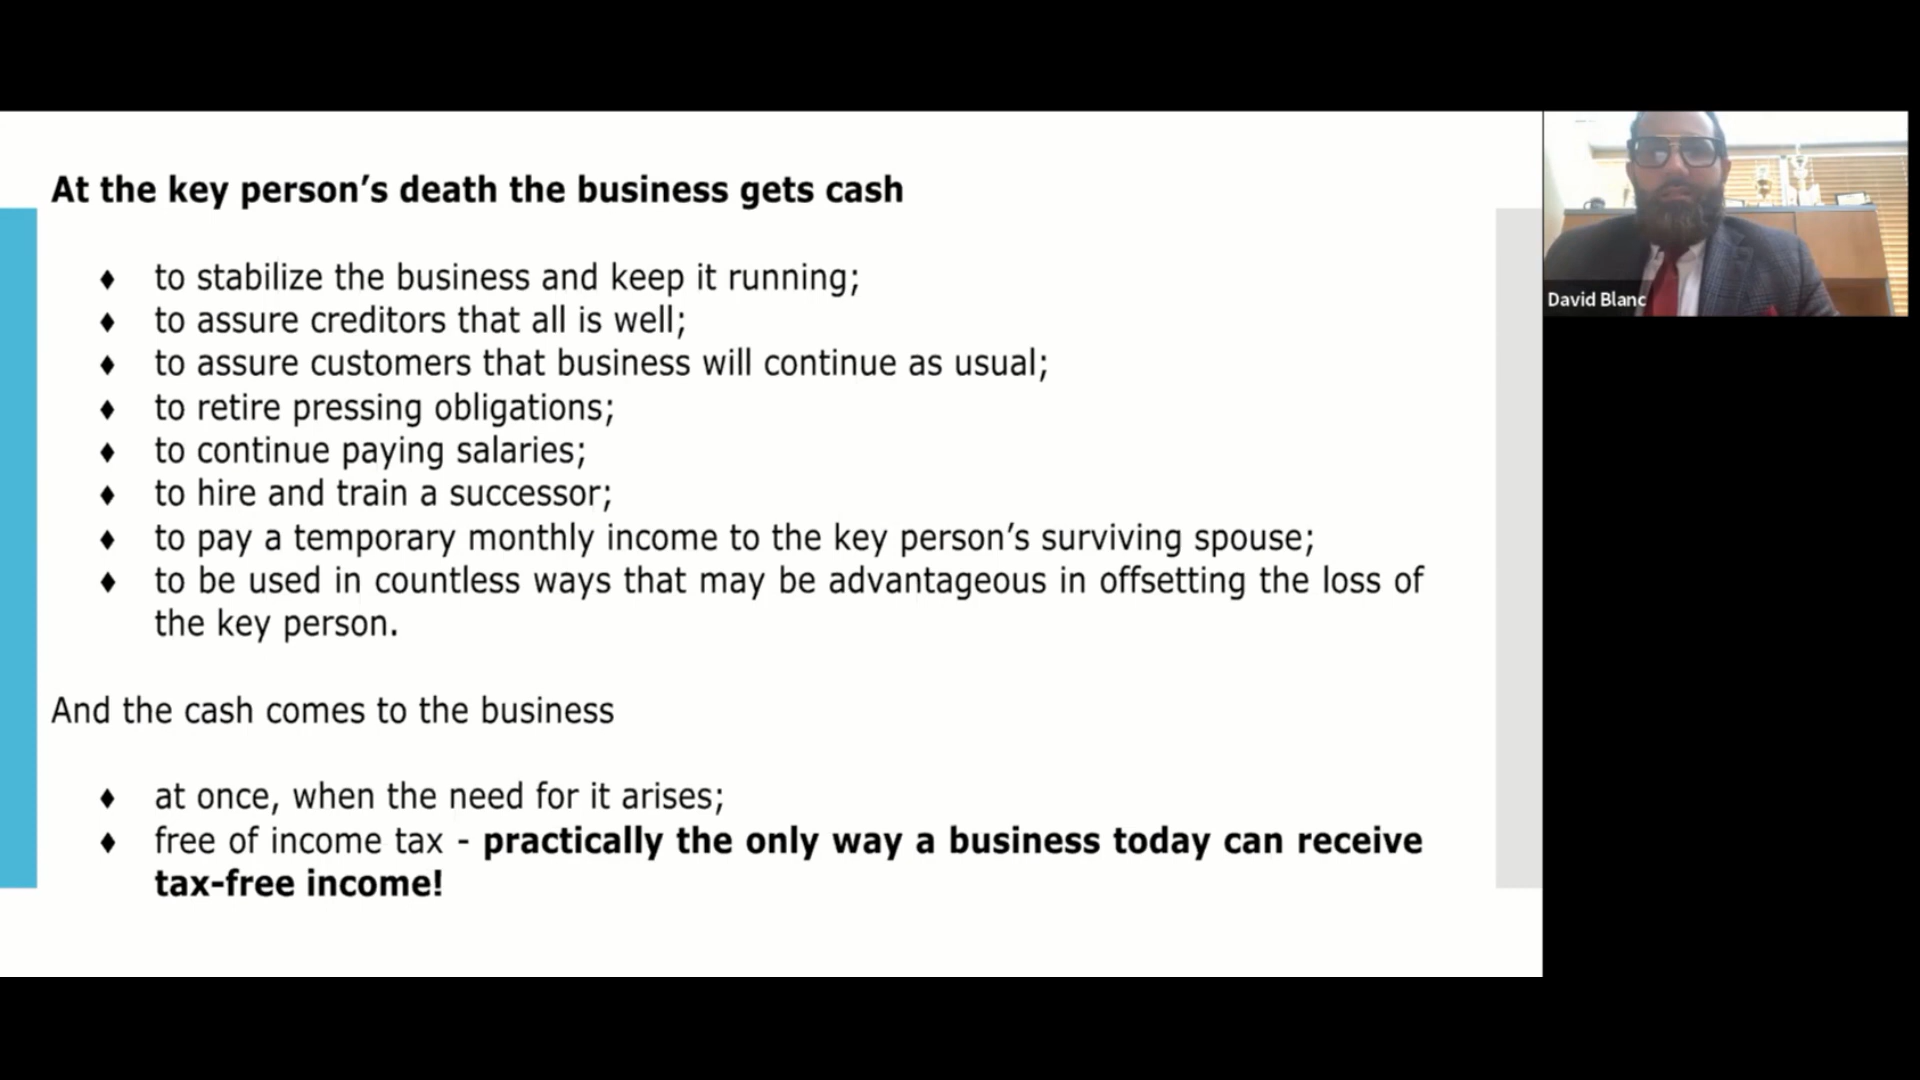 At the key person’s death the business gets cash
♦ to stabilize the business and keep it running;
♦ to assure creditors that all is well;
♦ to assure customers that business will continue as usual;
♦ to retire pressing obligations;
♦ to continue paying salaries;
♦ to hire and train a successor;
♦ to pay a temporary monthly income to the key person’s surviving spouse;
♦ to be used in countless ways that may be advantageous in offsetting the loss of
the key person.
And the cash comes to the business
♦ at once, when the need for it arises;
♦ free of income tax - practically the only way a business today can receive
tax-free income!
David Blanc